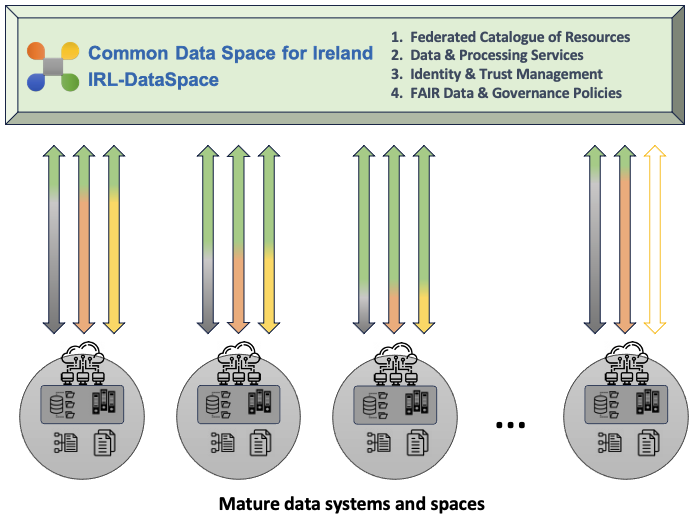 Common Data Space for Ireland
IRL-DataSpace
1. Federated Catalogue of Resources
2. Data & Processing Services
3. Identity & Trust Management
4. FAIR Data & Governance Policies
...
Mature data systems and spaces